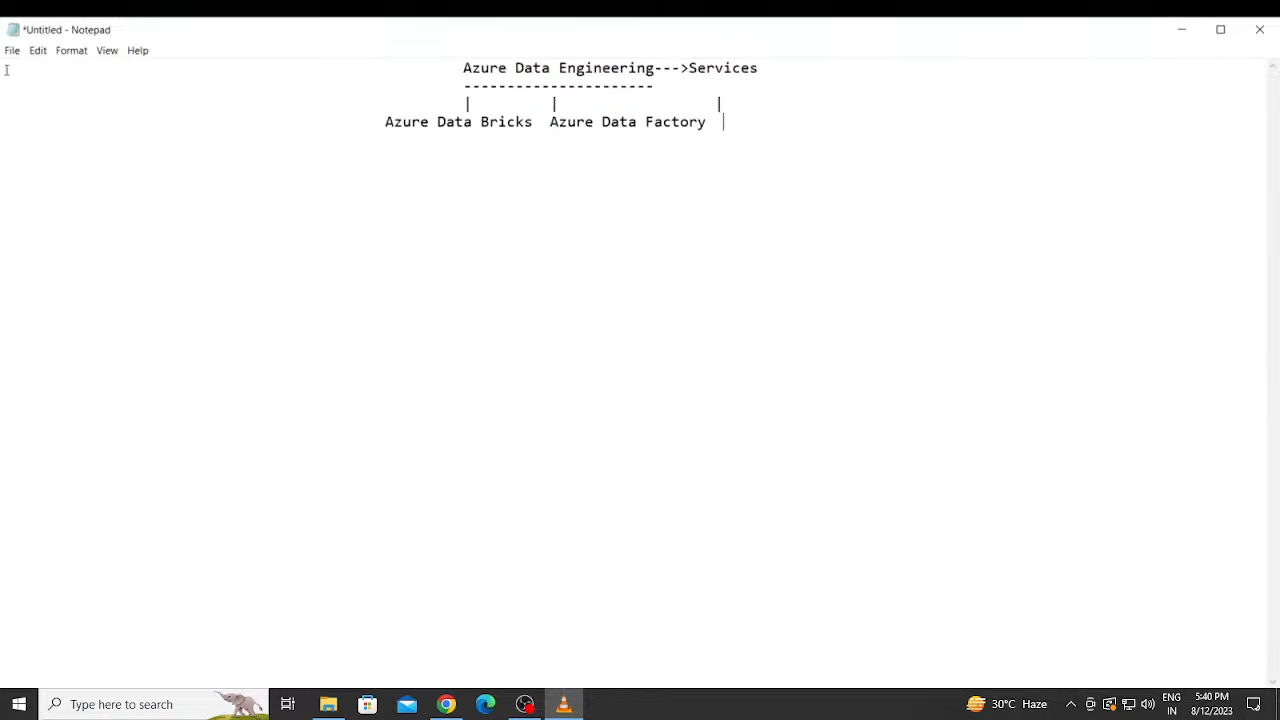 *Untitled - Notepad
File Edit Format View Help
Azure Data Engineering--->Services
----------------------
| | |
Azure Data Bricks Azure Data Factory
Type here to search
30°C Haze
ENG
IN
5:40 PM
8/12/2023